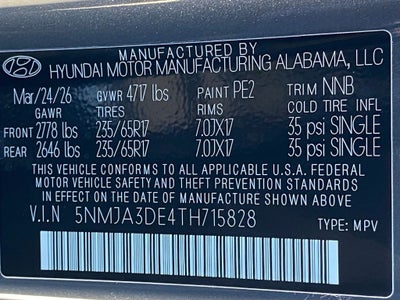 MANUFACTURED BY
HYUNDAI MOTOR MANUFACTURING ALABAMA, LLC
Mar/24/26 GVWR 4717 lbs PAINT PE2 TRIM NNB
GAWR TIRES RIMS COLD TIRE INFL
FRONT 2778 lbs 235/65R17 7.0JX17 35 psi SINGLE
REAR 2646 lbs 235/65R17 7.0JX17 35 psi SINGLE
THIS VEHICLE CONFORMS TO ALL APPLICABLE U.S.A. FEDERAL
MOTOR VEHICLE SAFETY AND THEFT PREVENTION STANDARDS
IN EFFECT ON THE DATE OF MANUFACTURE SHOWN ABOVE.
V.I.N 5NMJA3DE4TH715828 TYPE: MPV